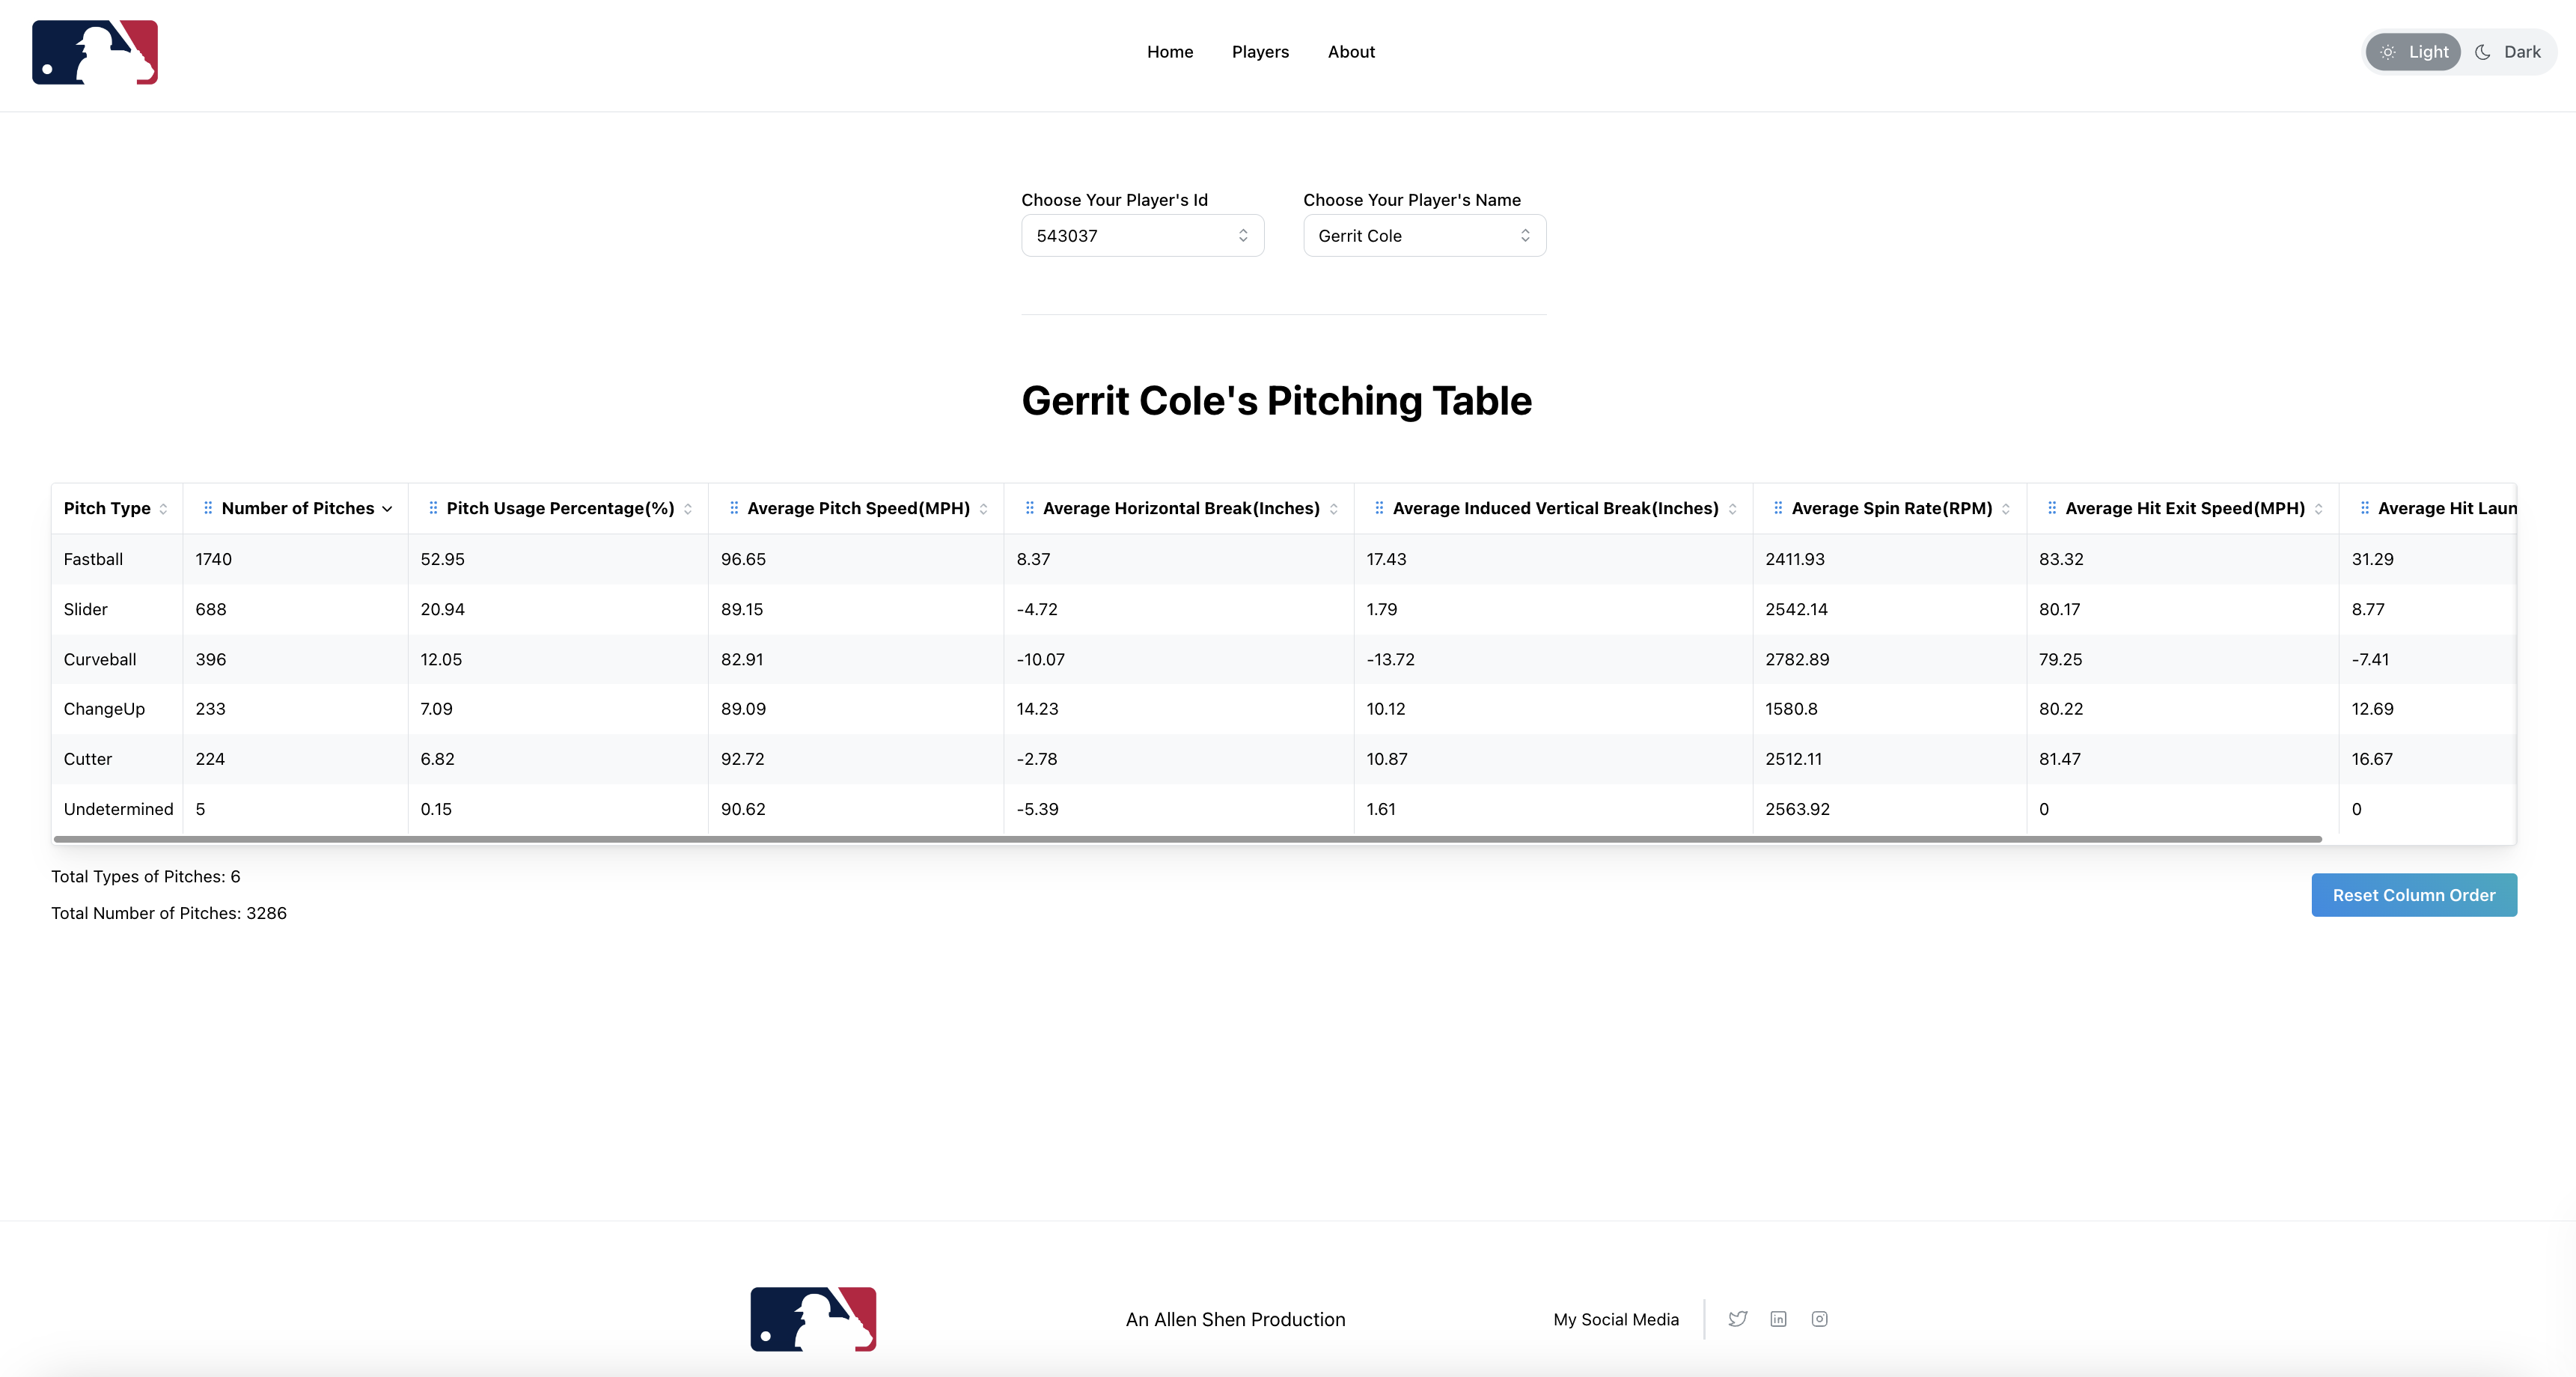 Home Players About Light Dark
Choose Your Player's Id Choose Your Player's Name
543037 Gerrit Cole
Gerrit Cole's Pitching Table
Pitch Type Number of Pitches Pitch Usage Percentage(%) Average Pitch Speed(MPH) Average Horizontal Break(Inches) Average Induced Vertical Break(Inches) Average Spin Rate(RPM) Average Hit Exit Speed(MPH) Average Hit Laun
Fastball 1740 52.95 96.65 8.37 17.43 2411.93 83.32 31.29
Slider 688 20.94 89.15 -4.72 1.79 2542.14 80.17 8.77
Curveball 396 12.05 82.91 -10.07 -13.72 2782.89 79.25 -7.41
ChangeUp 233 7.09 89.09 14.23 10.12 1580.8 80.22 12.69
Cutter 224 6.82 92.72 -2.78 10.87 2512.11 81.47 16.67
Undetermined 5 0.15 90.62 -5.39 1.61 2563.92 0 0
Total Types of Pitches: 6
Reset Column Order
Total Number of Pitches: 3286
An Allen Shen Production My Social Media